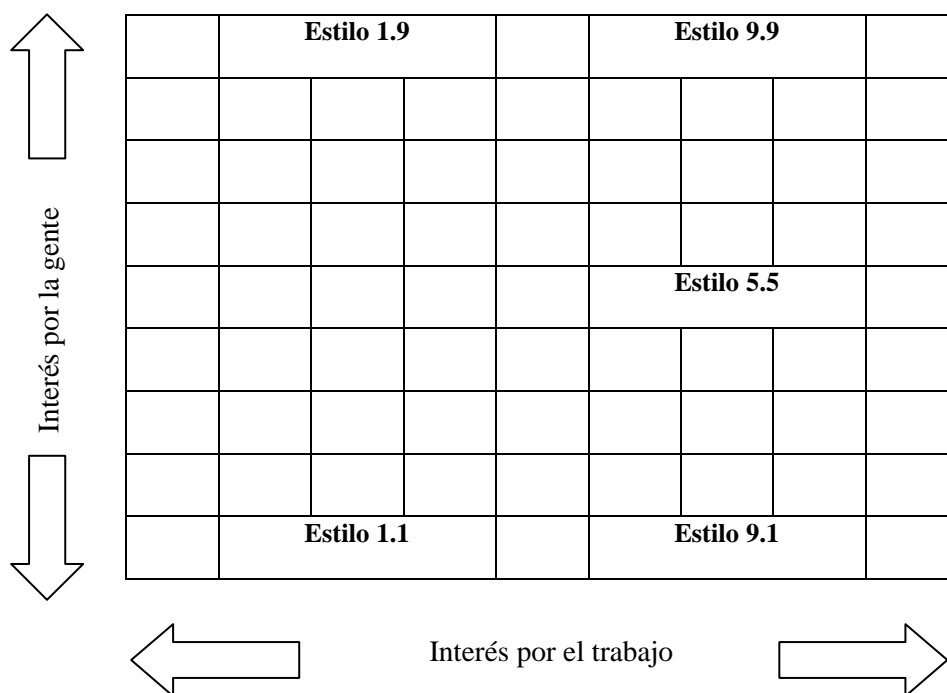 Estilo 1.9
Estilo 9.9
Interés por la gente
Estilo 5.5
Estilo 1.1
Estilo 9.1
Interés por el trabajo